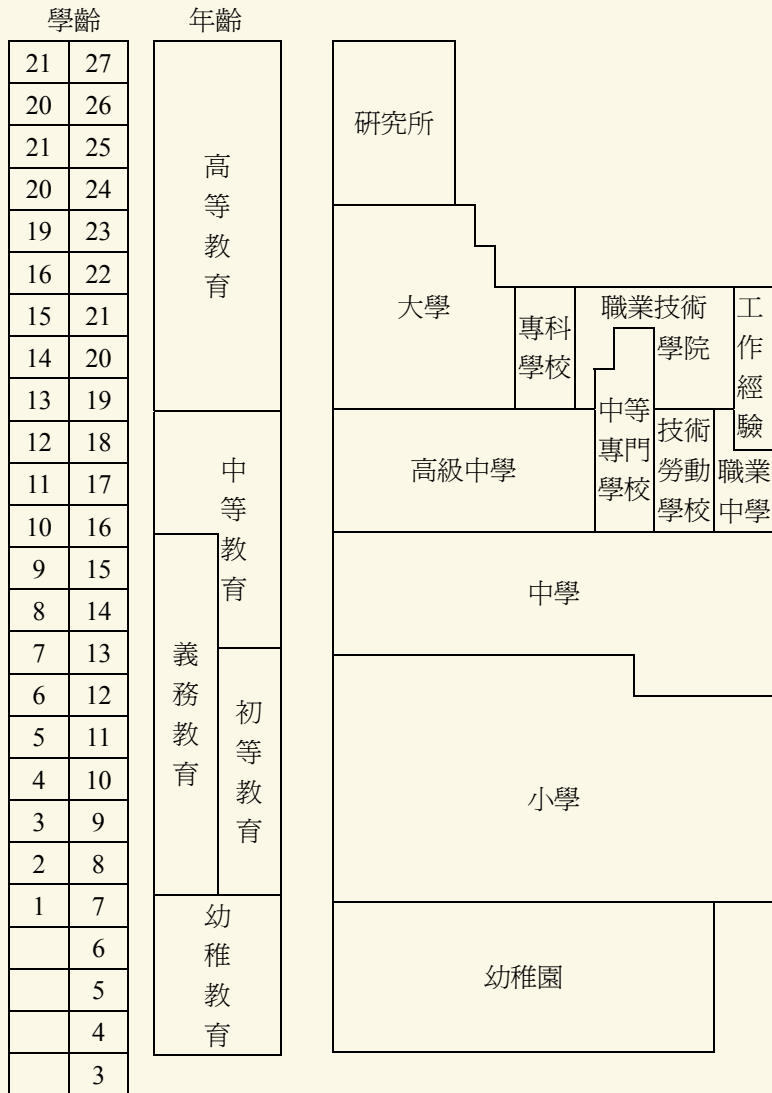 學齡 年齡
21 27
20 26
21 25
20 24
19 23
16 22
15 21
14 20
13 19
12 18
11 17
10 16
9 15
8 14
7 13
6 12
5 11
4 10
3 9
2 8
1 7
6
5
4
3
高等教育
中等教育
義務教育
初等教育
幼稚教育
研究所
大學
專科
學校
職業技術
學院
工作經驗
高級中學
中等
專門
學校
技術
勞動
學校
職業
中學
中學
小學
幼稚園